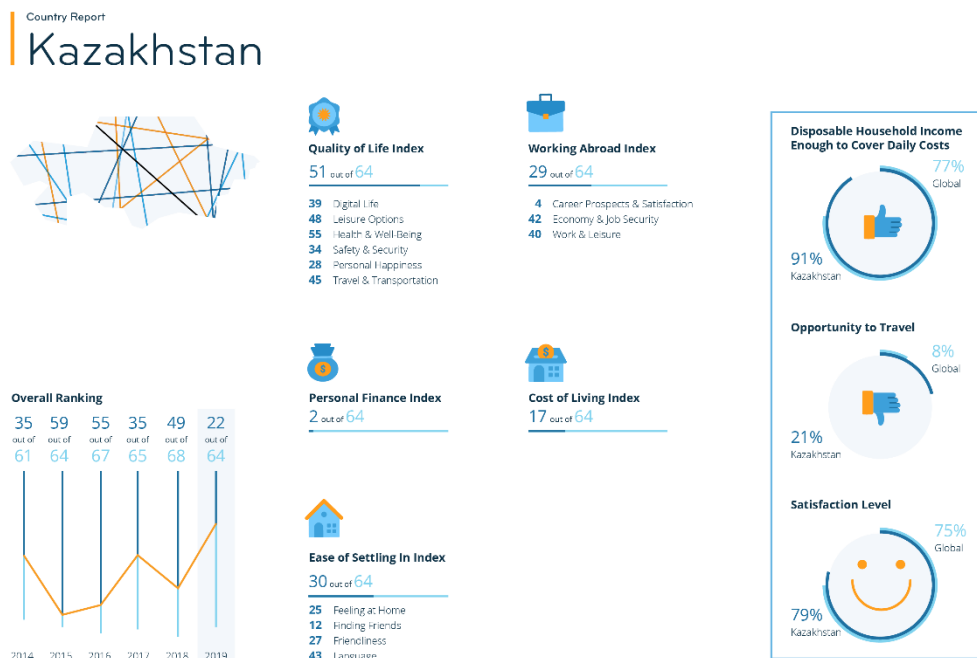 Country Report
Kazakhstan
Quality of Life Index
51 out of 64
39 Digital Life
48 Leisure Options
55 Health & Well-Being
34 Safety & Security
28 Personal Happiness
45 Travel & Transportation
Working Abroad Index
29 out of 64
4 Career Prospects & Satisfaction
42 Economy & Job Security
40 Work & Leisure
Disposable Household Income
Enough to Cover Daily Costs
77%
Global
91%
Kazakhstan
Opportunity to Travel
8%
Global
21%
Kazakhstan
Satisfaction Level
75%
Global
79%
Kazakhstan
Overall Ranking
35 59 55 35 49 22
out of out of out of out of out of out of
61 64 67 65 68 64
2014 2015 2016 2017 2018 2019
Personal Finance Index
2 out of 64
$
Cost of Living Index
17 out of 64
$
Ease of Settling In Index
30 out of 64
25 Feeling at Home
12 Finding Friends
27 Friendliness
43 Language